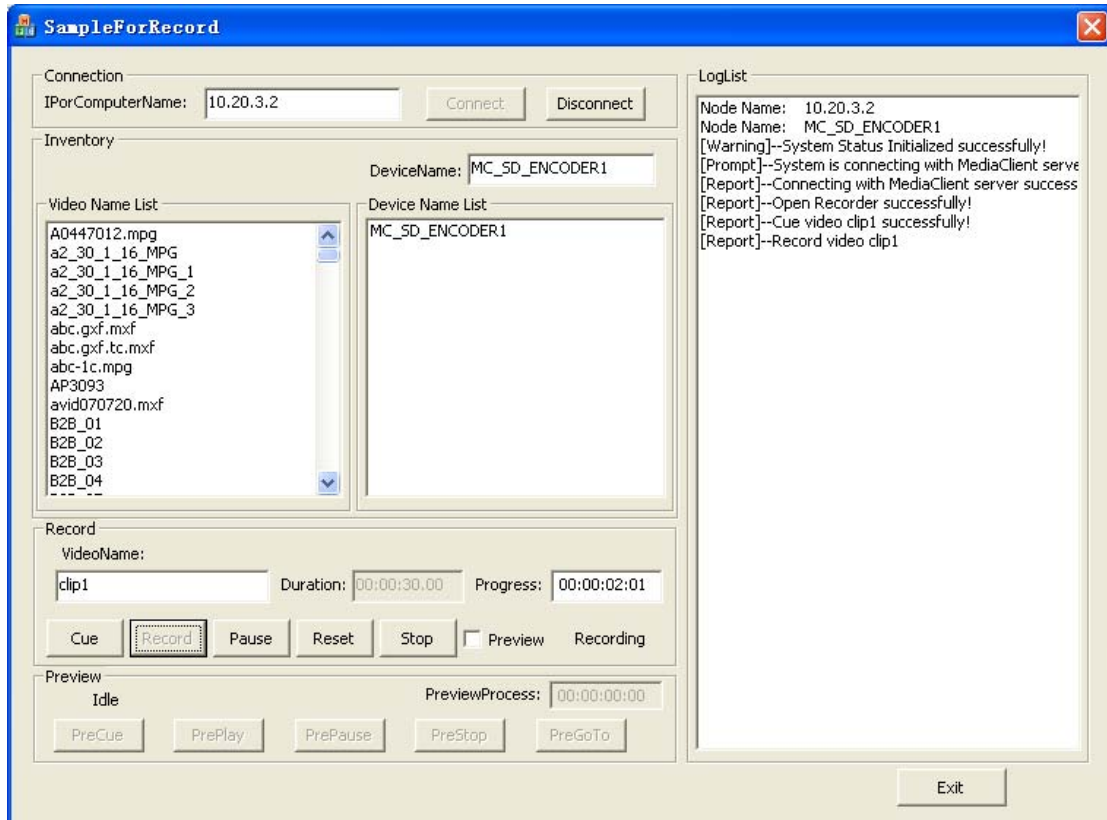 SampleForRecord
Connection
IPorComputerName: 10.20.3.2 Connect Disconnect
Inventory
DeviceName: MC_SD_ENCODER1
Video Name List
A0447012.mpg
a2_30_1_16_MPG
a2_30_1_16_MPG_1
a2_30_1_16_MPG_2
a2_30_1_16_MPG_3
abc.gxf.mxf
abc.gxf.tc.mxf
abc-1c.mpg
AP3093
avid070720.mxf
B2B_01
B2B_02
B2B_03
B2B_04
Device Name List
MC_SD_ENCODER1
Record
VideoName:
clip1 Duration: 00:00:30.00 Progress: 00:00:02:01
Cue Record Pause Reset Stop Preview Recording
Preview
Idle PreviewProcess: 00:00:00:00
PreCue PrePlay PrePause PreStop PreGoTo
LogList
Node Name: 10.20.3.2
Node Name: MC_SD_ENCODER1
[Warning]--System Status Initialized successfully!
[Prompt]--System is connecting with MediaClient serve
[Report]--Connecting with MediaClient server success
[Report]--Open Recorder successfully!
[Report]--Cue video clip1 successfully!
[Report]--Record video clip1
Exit